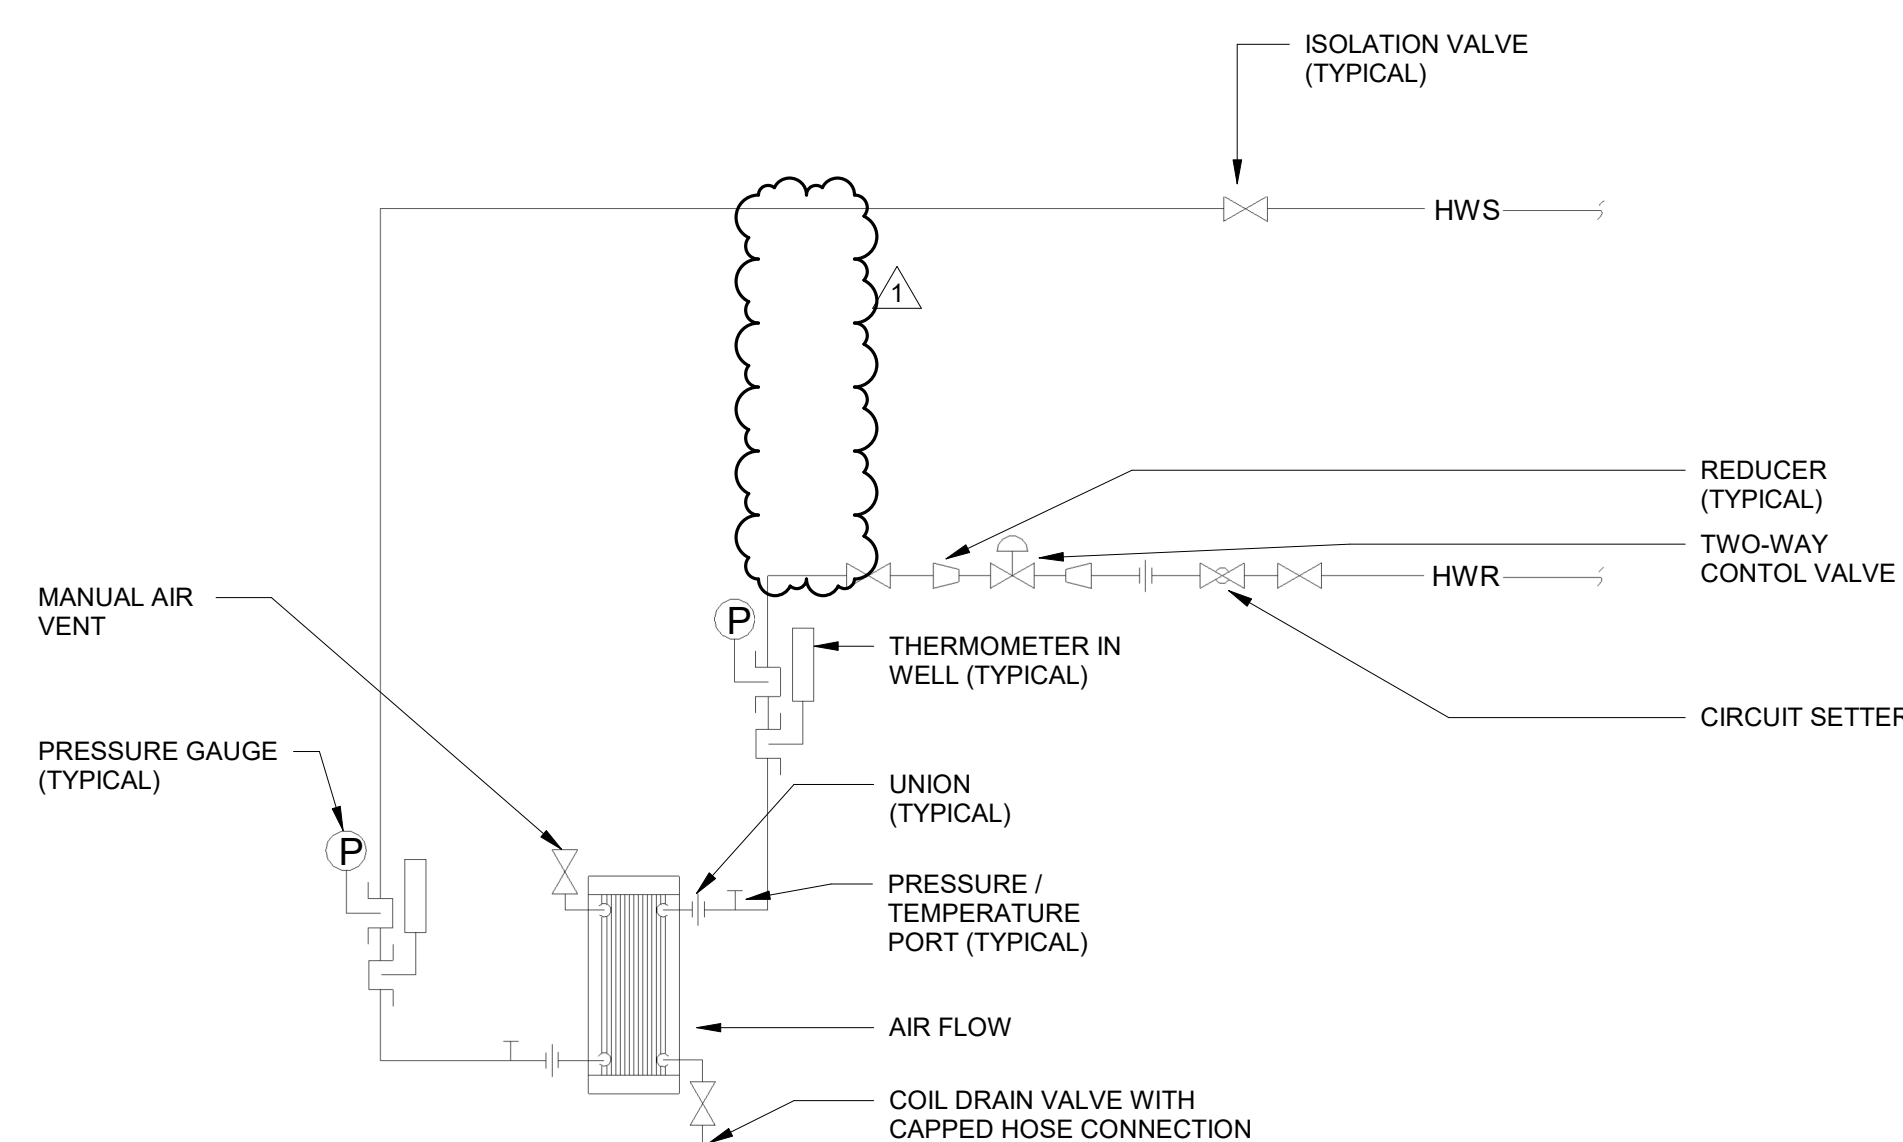 ISOLATION VALVE
(TYPICAL)
HWS
1
REDUCER
(TYPICAL)
TWO-WAY
CONTOL VALVE
HWR
MANUAL AIR
VENT
P
THERMOMETER IN
WELL (TYPICAL)
CIRCUIT SETTER
PRESSURE GAUGE
(TYPICAL)
UNION
(TYPICAL)
P
PRESSURE /
TEMPERATURE
PORT (TYPICAL)
AIR FLOW
COIL DRAIN VALVE WITH
CAPPED HOSE CONNECTION